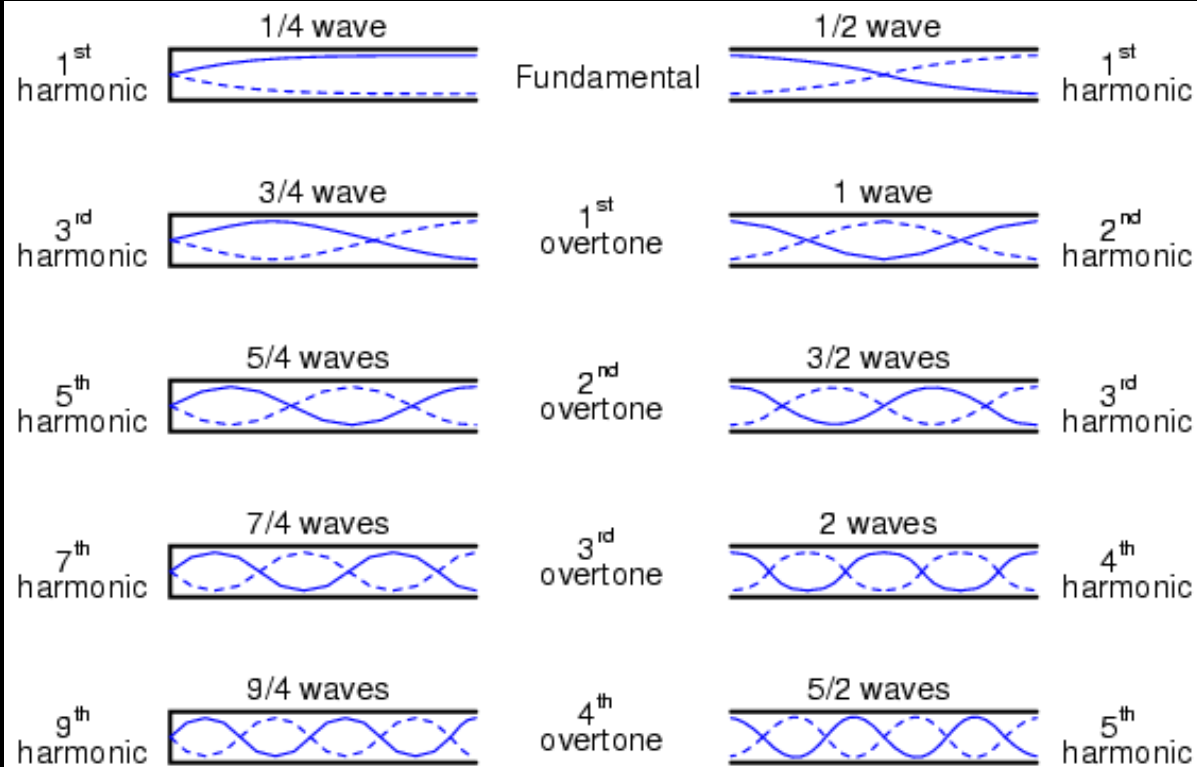 1/4 wave
1/2 wave
1st
harmonic
Fundamental
1st
harmonic
3/4 wave
1 wave
3rd
harmonic
1st
overtone
2nd
harmonic
5/4 waves
3/2 waves
5th
harmonic
2nd
overtone
3rd
harmonic
7/4 waves
2 waves
7th
harmonic
3rd
overtone
4th
harmonic
9/4 waves
5/2 waves
9th
harmonic
4th
overtone
5th
harmonic